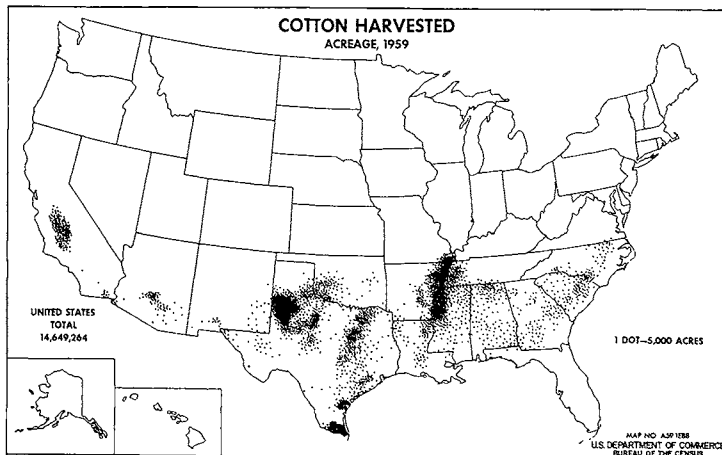 COTTON HARVESTED
ACREAGE, 1959
UNITED STATES
TOTAL
14,649,264
1 DOT—5,000 ACRES
MAP NO. A59 1E88
U.S. DEPARTMENT OF COMMERCE
BUREAU OF THE CENSUS